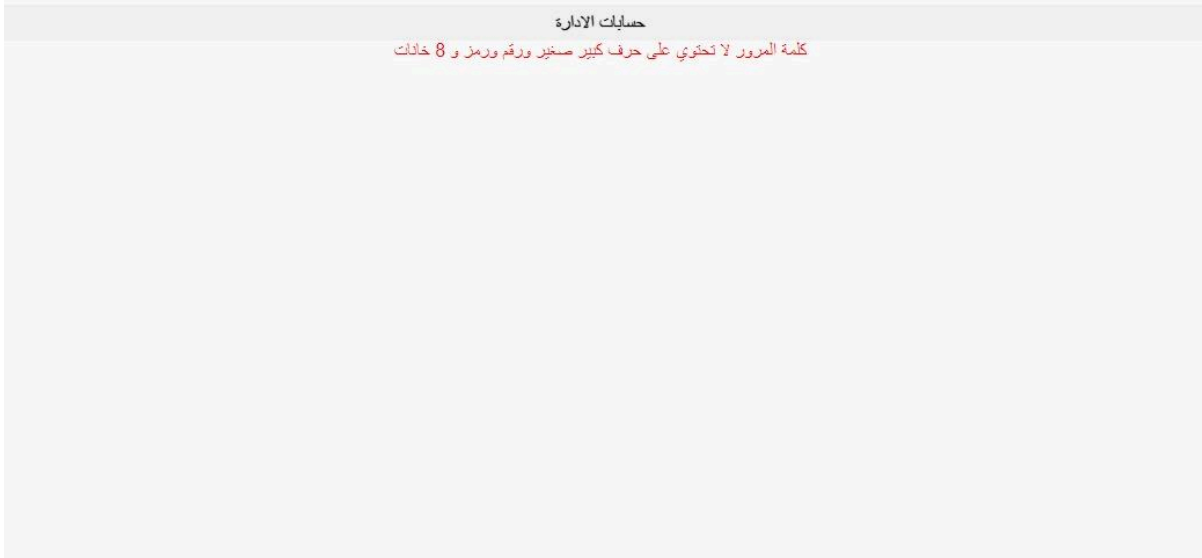 حسابات الادارة
كلمة المرور لا تحتوي على حرف كبير صغير ورقم ورمز و 8 خانات